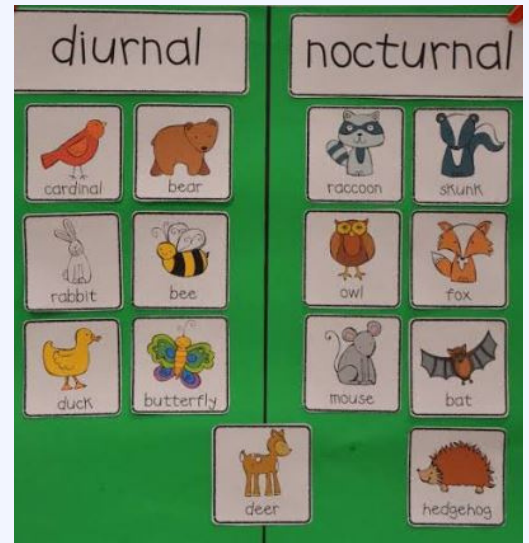 diurnal
nocturnal
cardinal
bear
raccoon
skunk
rabbit
bee
owl
fox
duck
butterfly
mouse
bat
deer
hedgehog